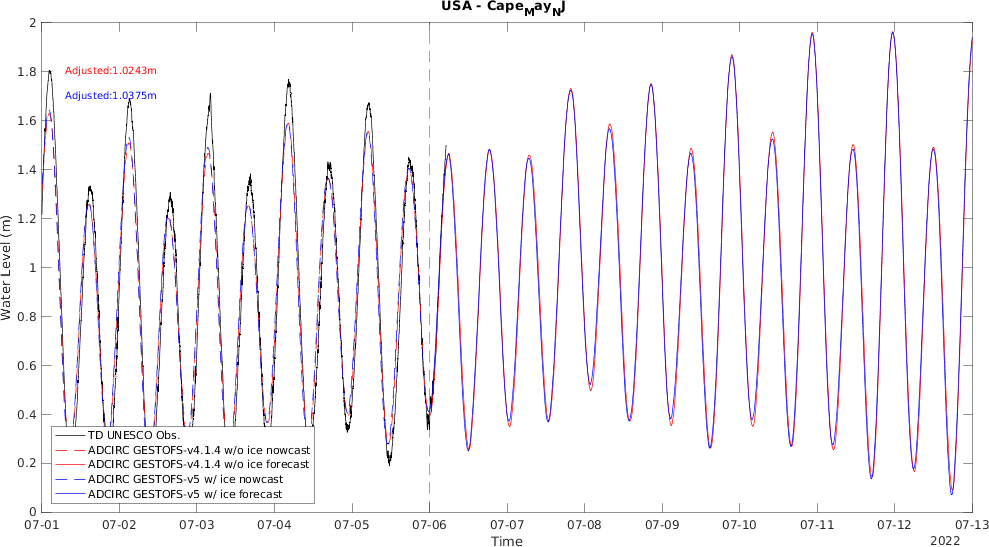 USA - CapeMayNJ
Adjusted:1.0243m
Adjusted:1.0375m
Water Level (m)
2
1.8
1.6
1.4
1.2
1
0.8
0.6
0.4
0.2
0
TD UNESCO Obs.
ADCIRC GESTOFS-v4.1.4 w/o ice nowcast
ADCIRC GESTOFS-v4.1.4 w/o ice forecast
ADCIRC GESTOFS-v5 w/ ice nowcast
ADCIRC GESTOFS-v5 w/ ice forecast
07-01 07-02 07-03 07-04 07-05 07-06 07-07 07-08 07-09 07-10 07-11 07-12 07-13
Time
2022